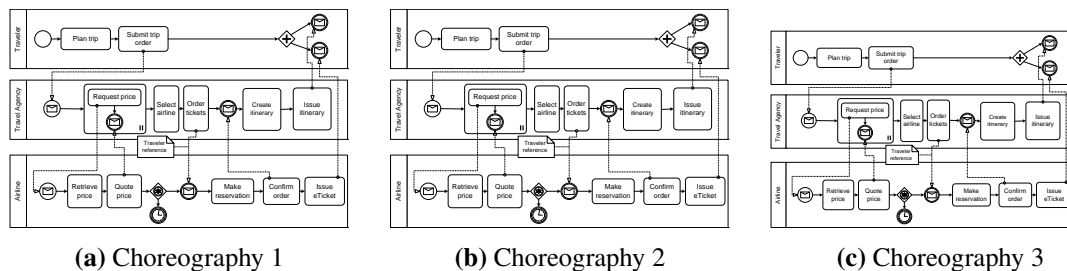 Traveler
Plan trip
Submit trip
order
Travel Agency
Request price
Select
airline
Order
tickets
Create
itinerary
Issue
itinerary
Traveler
reference
Airline
Retrieve
price
Quote
price
Make
reservation
Confirm
order
Issue
eTicket
(a) Choreography 1
Traveler
Plan trip
Submit trip
order
Travel Agency
Request price
Select
airline
Order
tickets
Create
itinerary
Issue
itinerary
Traveler
reference
Airline
Retrieve
price
Quote
price
Make
reservation
Confirm
order
Issue
eTicket
(b) Choreography 2
Traveler
Plan trip
Submit trip
order
Travel Agency
Request price
Select
airline
Order
tickets
Create
itinerary
Issue
itinerary
Traveler
reference
Airline
Retrieve
price
Quote
price
Make
reservation
Confirm
order
Issue
eTicket
(c) Choreography 3